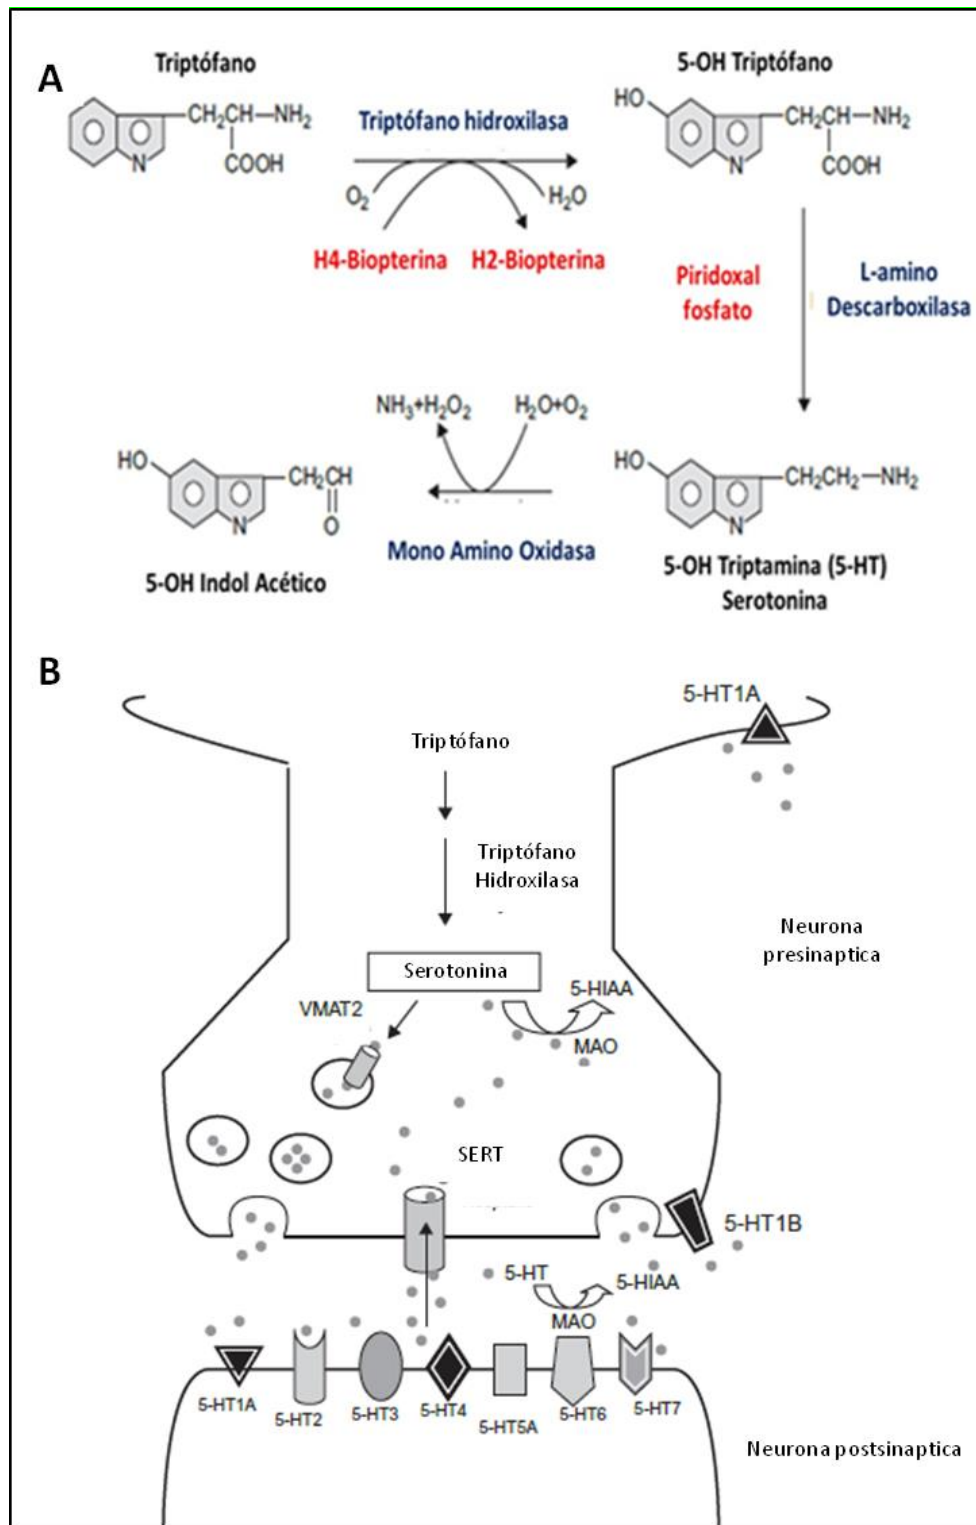 A
Triptófano
CH₂CH–NH₂
COOH
N
Triptófano hidroxilasa
O₂
H₂O
H4-Biopterina
H2-Biopterina
5-OH Triptófano
HO
CH₂CH–NH₂
COOH
N
Piridoxal
fosfato
L-amino
Descarboxilasa
NH₃+H₂O₂
H₂O+O₂
Mono Amino Oxidasa
HO
CH₂CH
O
N
5-OH Indol Acético
HO
CH₂CH₂–NH₂
N
5-OH Triptamina (5-HT)
Serotonina
B
5-HT1A
Triptófano
Triptófano
Hidroxilasa
Neurona
presinaptica
Serotonina
VMAT2
5-HIAA
MAO
SERT
5-HT1B
5-HT
5-HIAA
MAO
5-HT1A
5-HT2
5-HT3
5-HT4
5-HT5A
5-HT6
5-HT7
Neurona postsinaptica